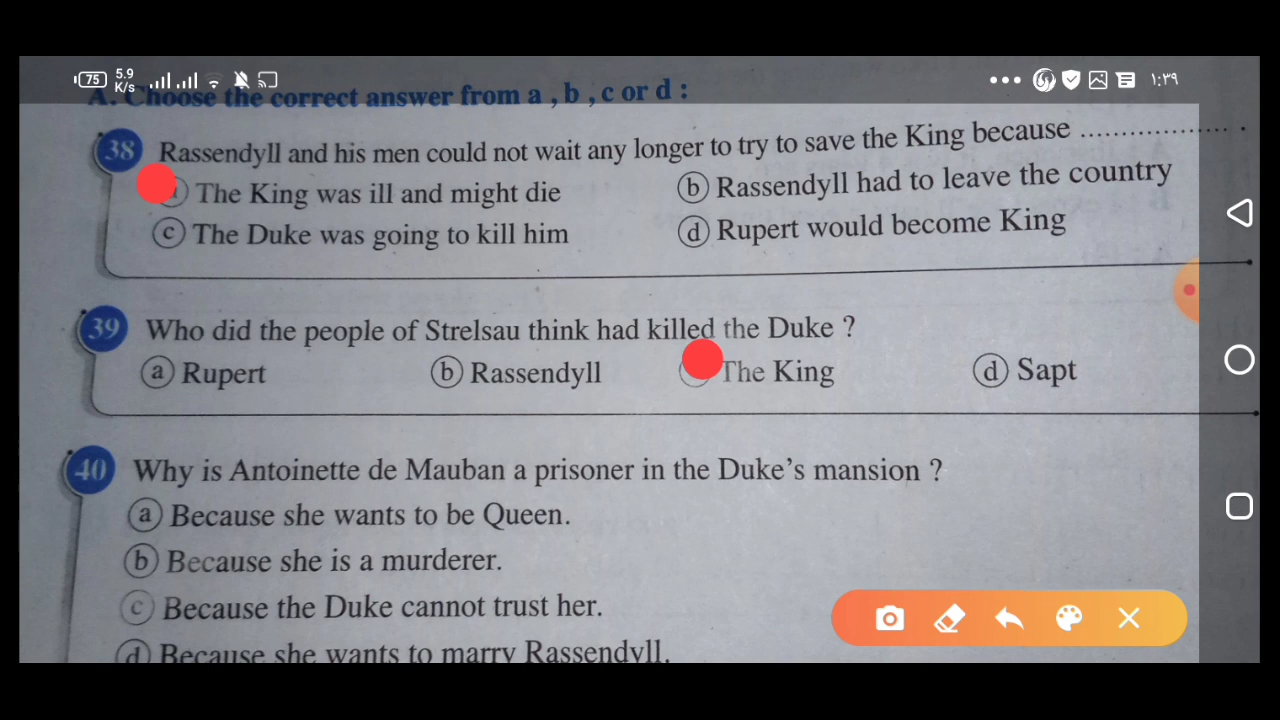 75 5.9 K/s ١:٣٩
A. Choose the correct answer from a , b , c or d :
38 Rassendyll and his men could not wait any longer to try to save the King because ....................
The King was ill and might die b Rassendyll had to leave the country
c The Duke was going to kill him d Rupert would become King
39 Who did the people of Strelsau think had killed the Duke ?
a Rupert b Rassendyll The King d Sapt
40 Why is Antoinette de Mauban a prisoner in the Duke's mansion ?
a Because she wants to be Queen.
b Because she is a murderer.
c Because the Duke cannot trust her.
d Because she wants to marry Rassendyll.